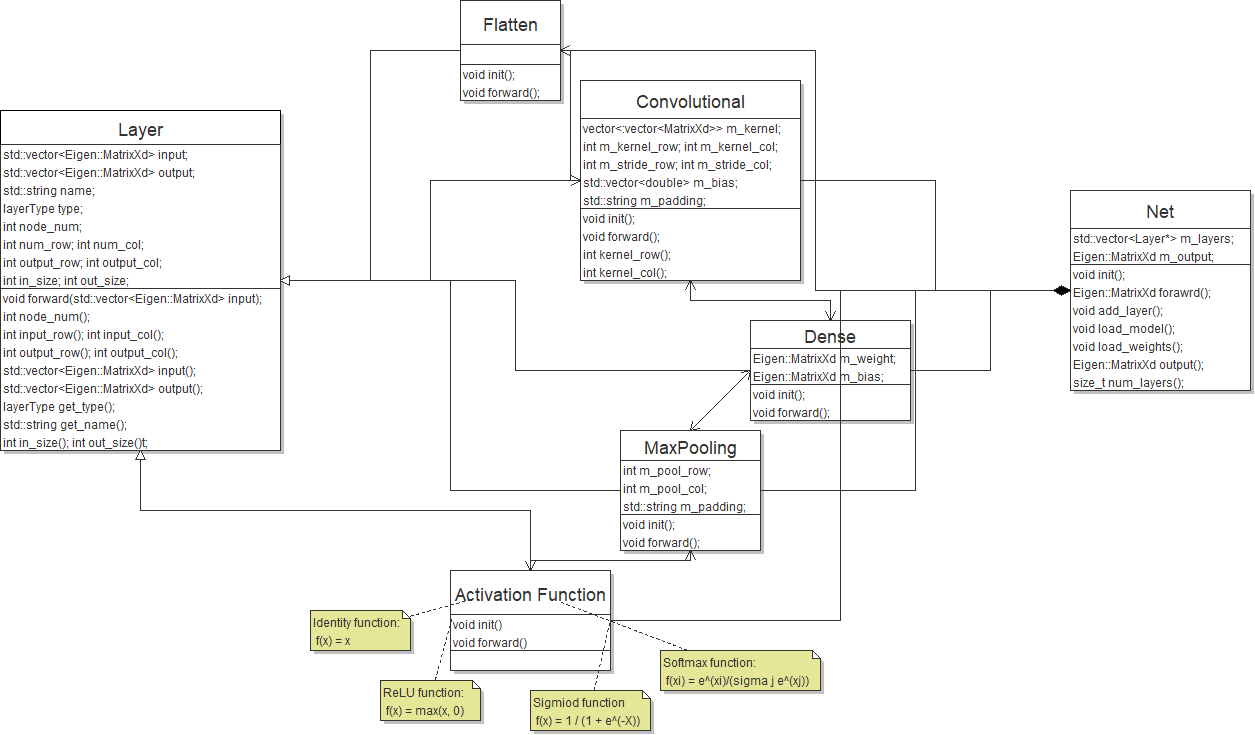 Flatten
void init();
void forward();
Convolutional
vector<:vector<MatrixXd>> m_kernel;
int m_kernel_row; int m_kernel_col;
int m_stride_row; int m_stride_col;
std::vector<double> m_bias;
std::string m_padding;
void init();
void forward();
int kernel_row();
int kernel_col();
Layer
std::vector<Eigen::MatrixXd> input;
std::vector<Eigen::MatrixXd> output;
std::string name;
layerType type;
int node_num;
int num_row; int num_col;
int output_row; int output_col;
int in_size; int out_size;
void forward(std::vector<Eigen::MatrixXd> input);
int node_num();
int input_row(); int input_col();
int output_row(); int output_col();
std::vector<Eigen::MatrixXd> input();
std::vector<Eigen::MatrixXd> output();
layerType get_type();
std::string get_name();
int in_size(); int out_size()t;
Net
std::vector<Layer*> m_layers;
Eigen::MatrixXd m_output;
void init();
Eigen::MatrixXd forawrd();
void add_layer();
void load_model();
void load_weights();
Eigen::MatrixXd output();
size_t num_layers();
Dense
Eigen::MatrixXd m_weight;
Eigen::MatrixXd m_bias;
void init();
void forward();
MaxPooling
int m_pool_row;
int m_pool_col;
std::string m_padding;
void init();
void forward();
Activation Function
void init()
void forward()
Identity function:
f(x) = x
ReLU function:
f(x) = max(x, 0)
Sigmiod function
f(x) = 1 / (1 + e^(-X))
Softmax function:
f(xi) = e^(xi)/(sigma j e^(xj))